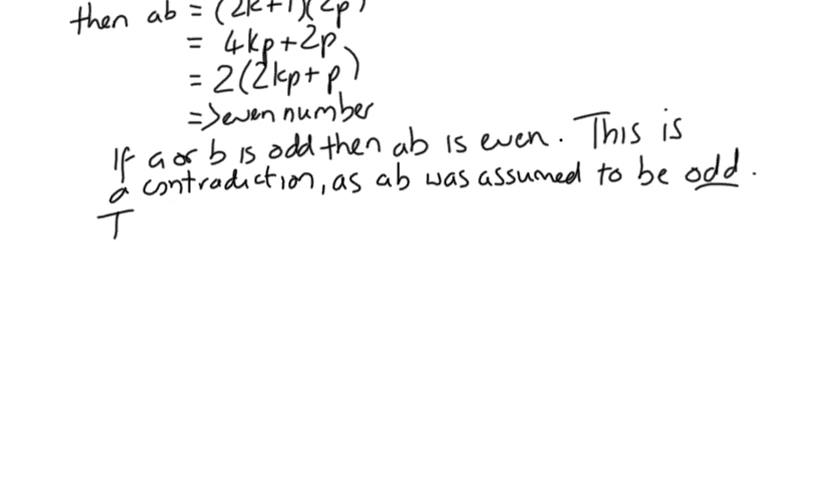 then ab = (2k+1)(2p)
= 4kp+2p
= 2(2kp+p)
=>even number
If a or b is odd then ab is even. This is
a contradiction, as ab was assumed to be odd.
T